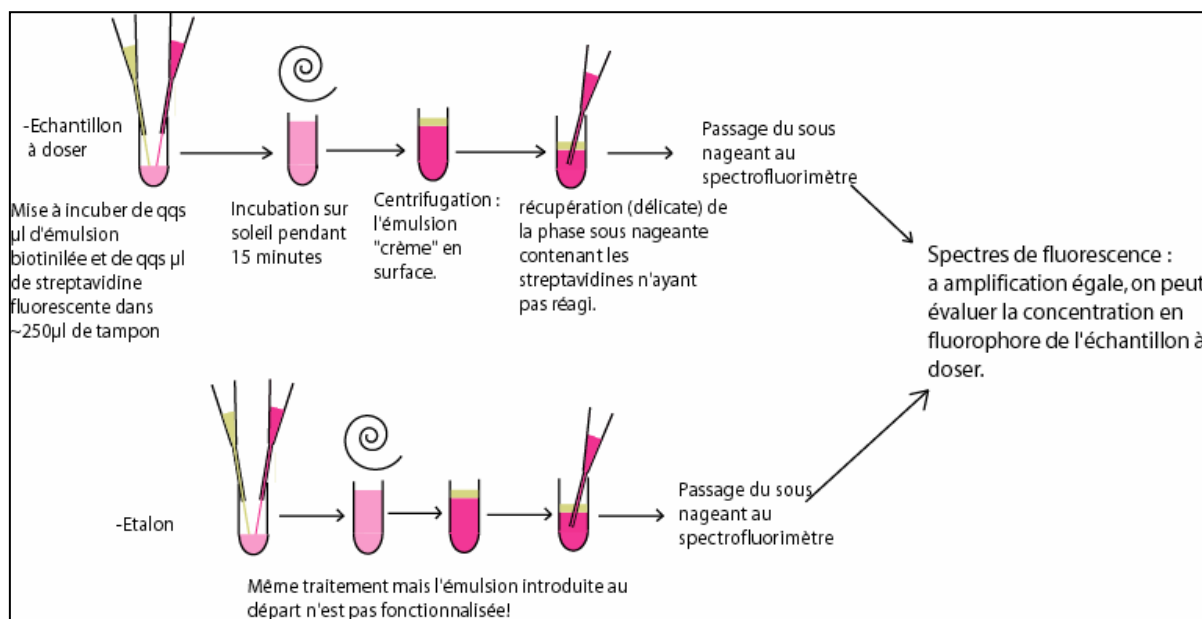 -Echantillon
à doser
Mise à incuber de qqs
µl d'émulsion
biotinilée et de qqs µl
de streptavidine
fluorescente dans
~250µl de tampon
Incubation sur
soleil pendant
15 minutes
Centrifugation :
l'émulsion
"crème" en
surface.
récupération (délicate) de
la phase sous nageante
contenant les
streptavidines n'ayant
pas réagi.
Passage du sous
nageant au
spectrofluorimètre
Spectres de fluorescence :
a amplification égale, on peut
évaluer la concentration en
fluorophore de l'échantillon à
doser.
-Etalon
Même traitement mais l'émulsion introduite au
départ n'est pas fonctionnalisée!
Passage du sous
nageant au
spectrofluorimètre